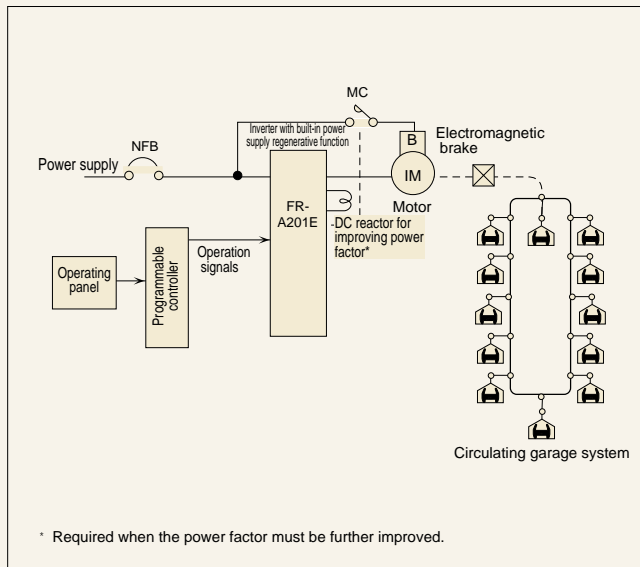 MC
Inverter with built-in power
supply regenerative function
NFB
Power supply
B
Electromagnetic
brake
IM
Motor
FR-
A201E
-DC reactor for
improving power
factor*
Operating
panel
Programmable
controller
Operation
signals
Circulating garage system
* Required when the power factor must be further improved.